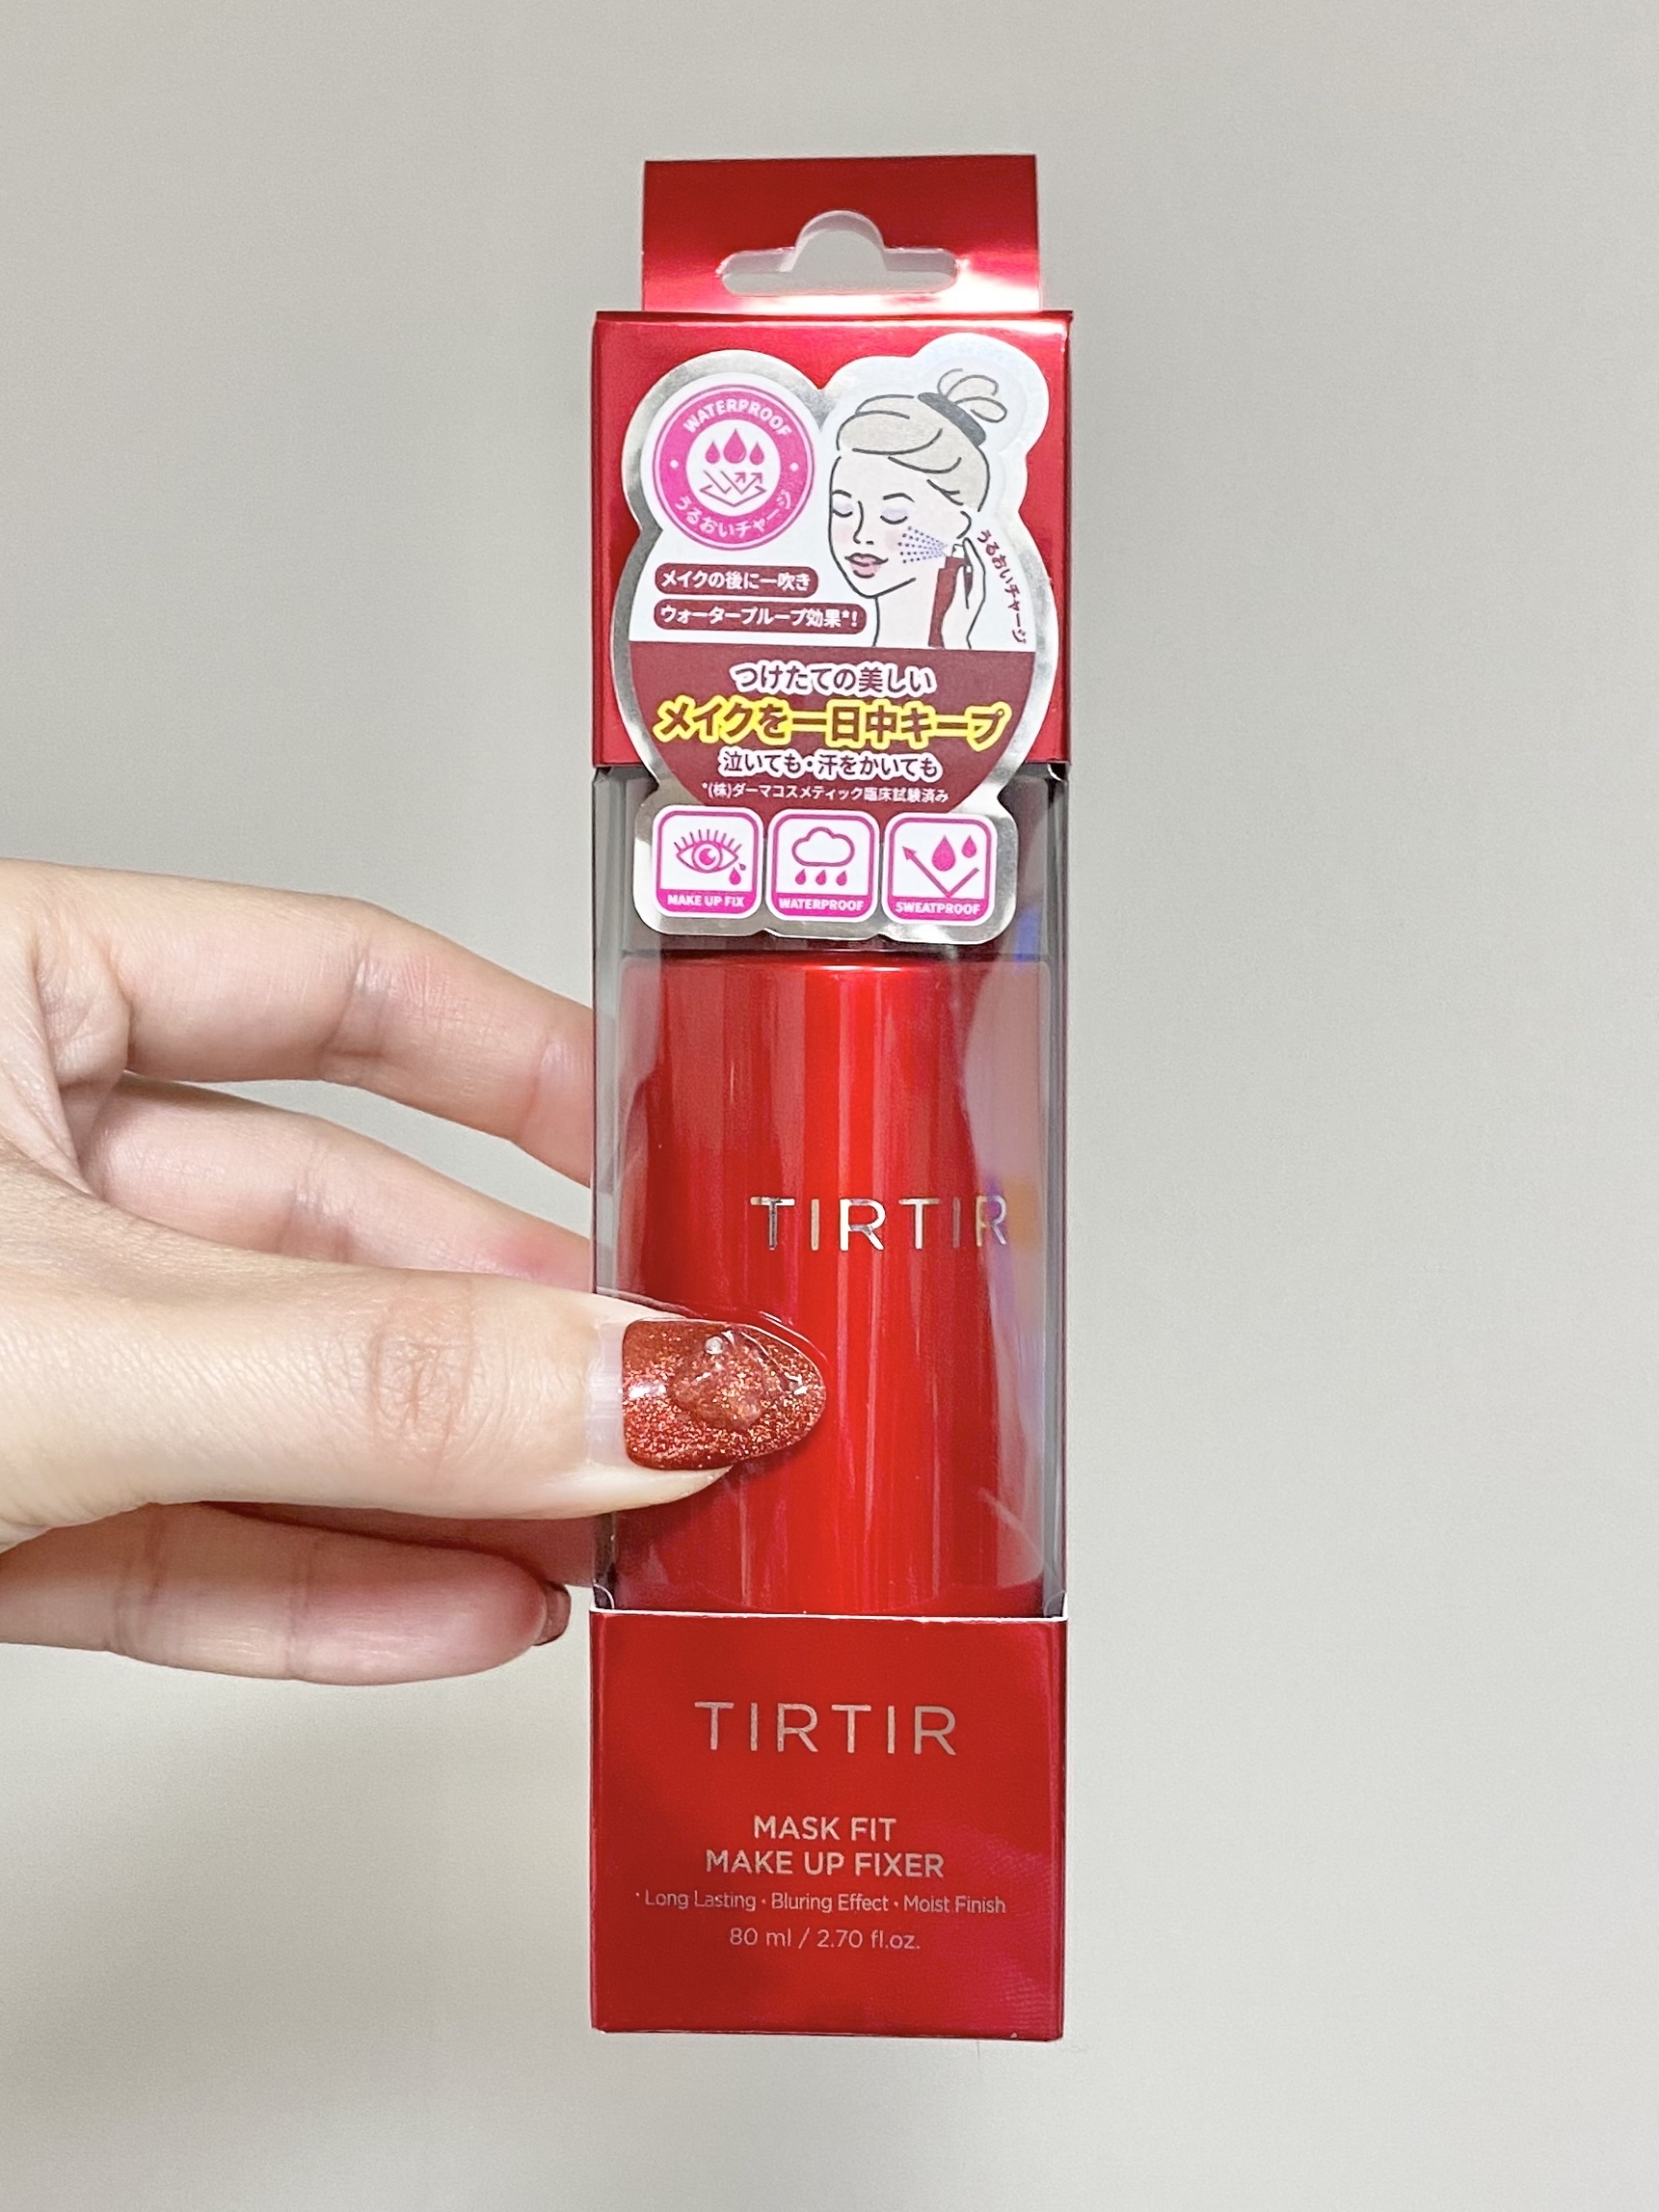 WATERPROOF
うるおいチャージ
うるおいチャージ
メイクの後に一吹き
ウォータープルーフ効果*!
つけたての美しい
メイクを一日中キープ
泣いても・汗をかいても
*(株)ダーマコスメティック臨床試験済み
MAKE UP FIX
WATERPROOF
SWEATPROOF
TIRTIR
TIRTIR
MASK FIT
MAKE UP FIXER
· Long Lasting · Bluring Effect · Moist Finish
80 ml / 2.70 fl.oz.